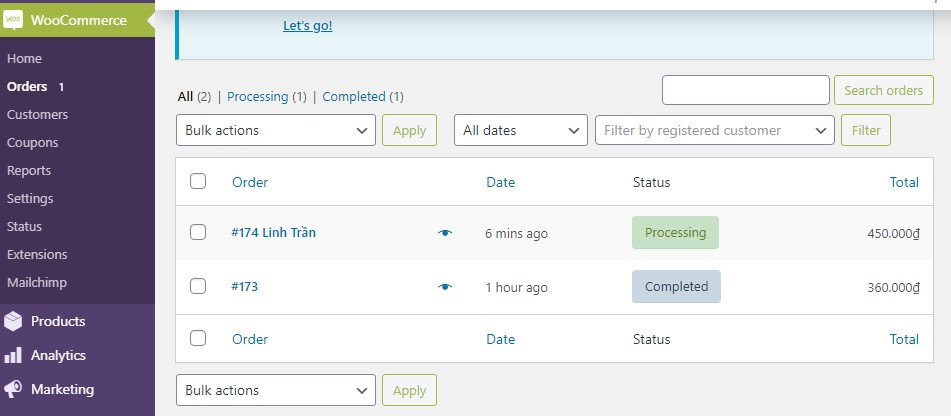 WOO WooCommerce
Let's go!
Home
Orders 1
Customers
Coupons
Reports
Settings
Status
Extensions
Mailchimp
Products
Analytics
Marketing
All (2) | Processing (1) | Completed (1)
Search orders
Bulk actions Apply All dates Filter by registered customer Filter
Order Date Status Total
#174 Linh Trần 6 mins ago Processing 450.000₫
#173 1 hour ago Completed 360.000₫
Order Date Status Total
Bulk actions Apply